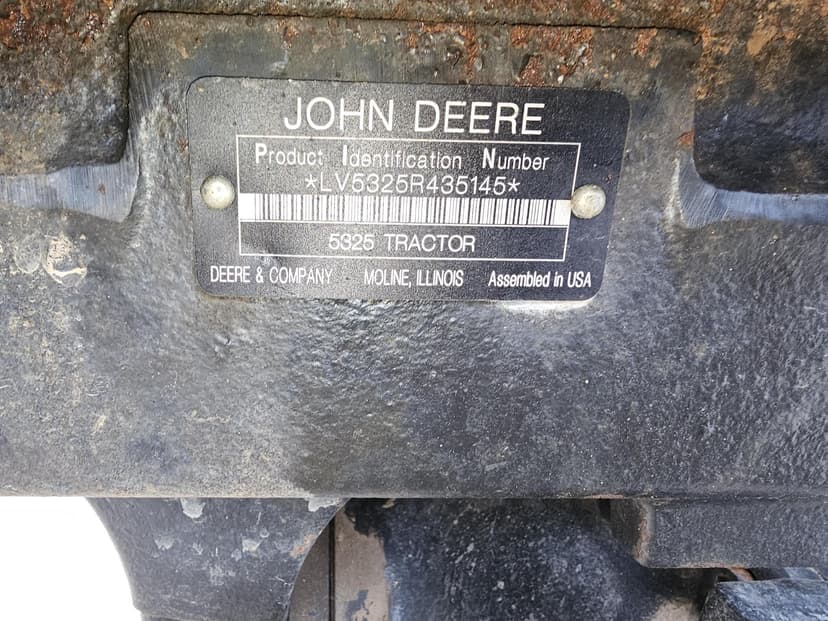 JOHN DEERE
Product Identification Number
*LV5325R435145*
5325 TRACTOR
DEERE & COMPANY - MOLINE, ILLINOIS Assembled in USA